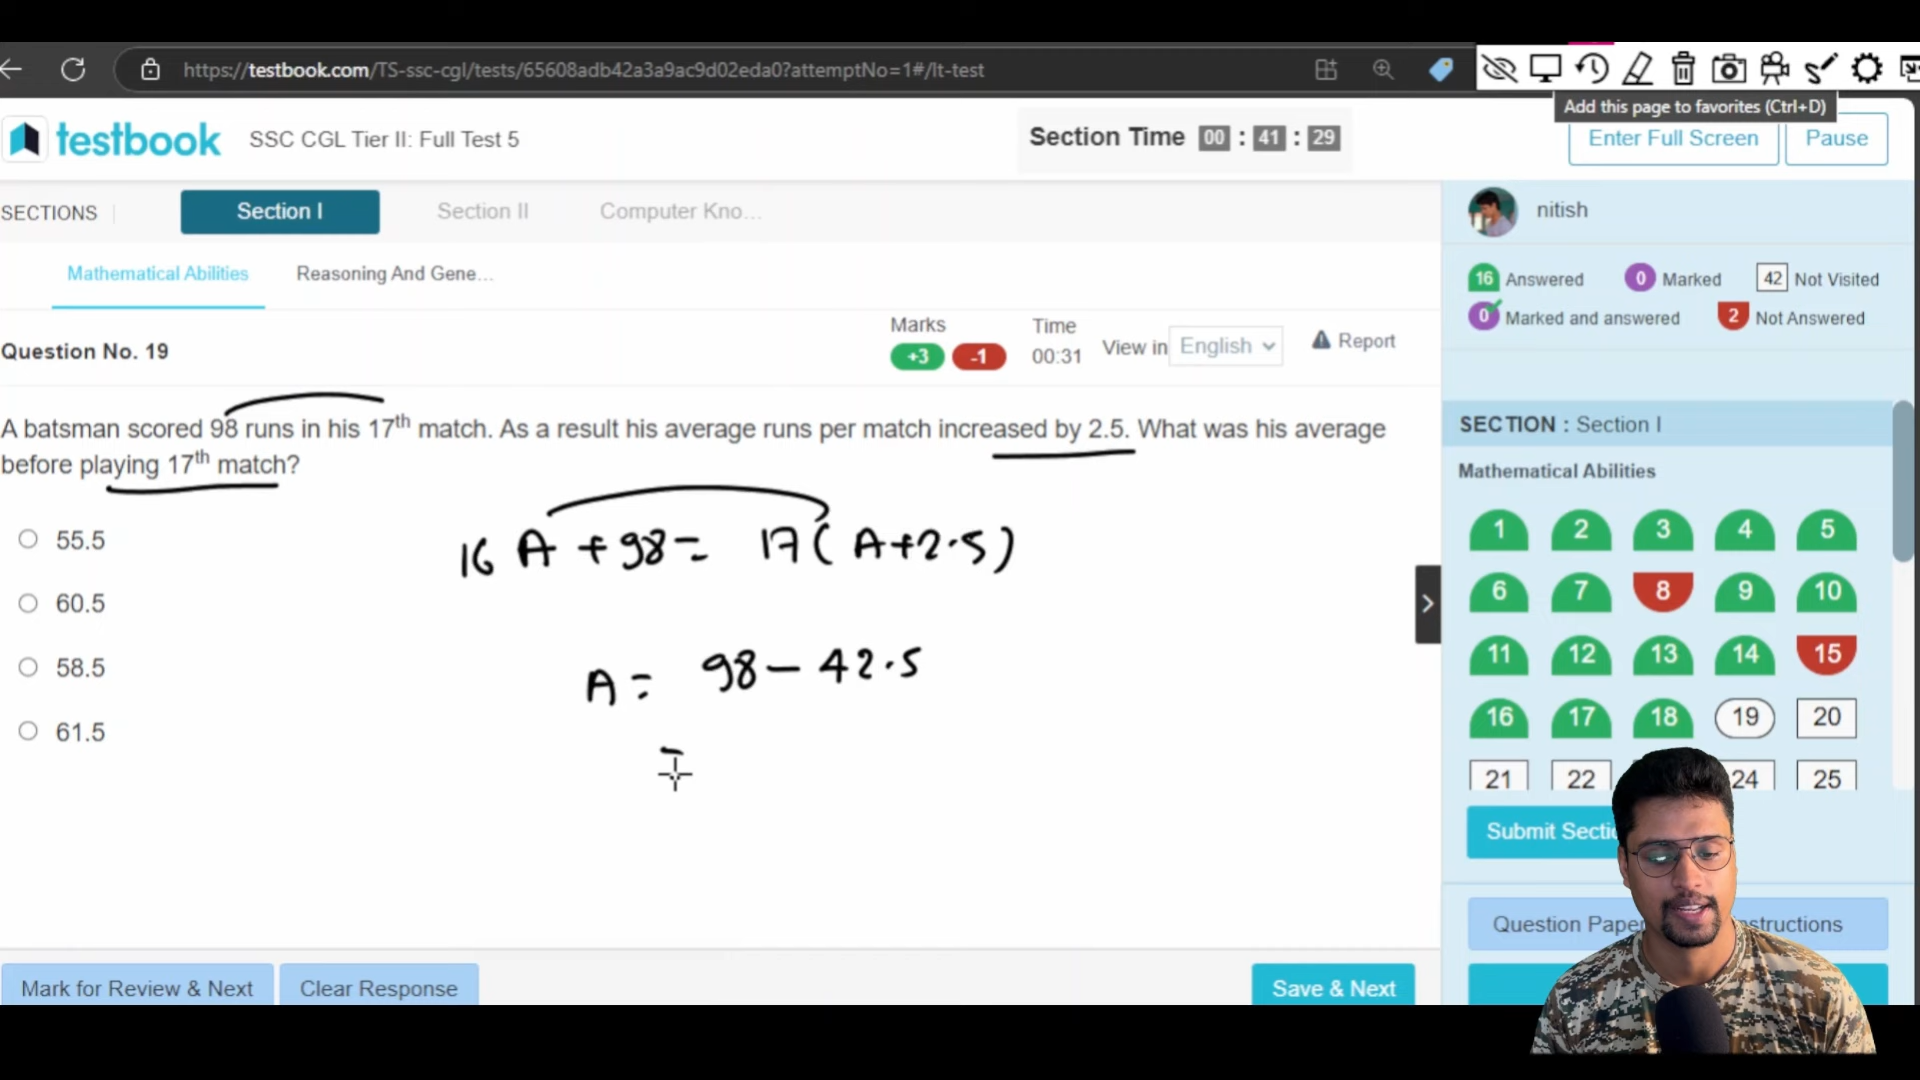 https://testbook.com/TS-ssc-cgl/tests/65608adb42a3a9ac9d02eda0?attemptNo=1#/lt-test
Add this page to favorites (Ctrl+D)
testbook SSC CGL Tier II: Full Test 5
Section Time 00 : 41 : 29
Enter Full Screen Pause
SECTIONS Section I Section II Computer Kno...
nitish
Mathematical Abilities Reasoning And Gene...
16 Answered 0 Marked 42 Not Visited
0 Marked and answered 2 Not Answered
Question No. 19
Marks +3 -1
Time 00:31
View in English
Report
A batsman scored 98 runs in his 17th match. As a result his average runs per match increased by 2.5. What was his average
before playing 17th match?
55.5
60.5
58.5
61.5
16 A + 98 = 17 ( A+2.5)
A = 98 - 42.5
=
SECTION : Section I
Mathematical Abilities
1 2 3 4 5
6 7 8 9 10
11 12 13 14 15
16 17 18 19 20
21 22 24 25
Submit Secti
Question Paper structions
Mark for Review & Next Clear Response Save & Next